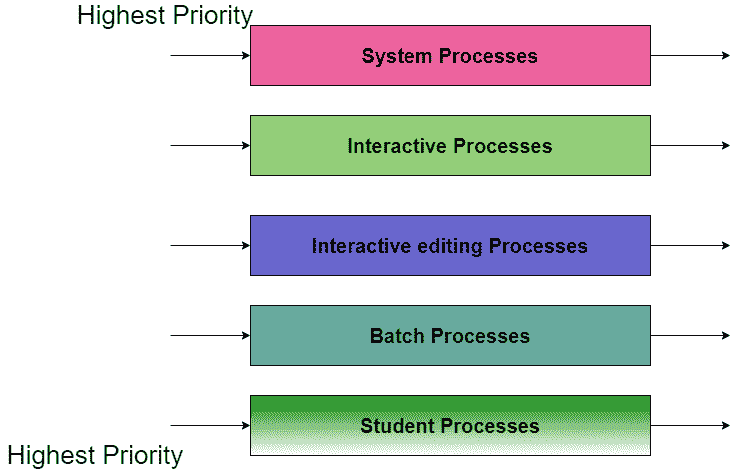 Highest Priority
System Processes
Interactive Processes
Interactive editing Processes
Batch Processes
Student Processes
Highest Priority